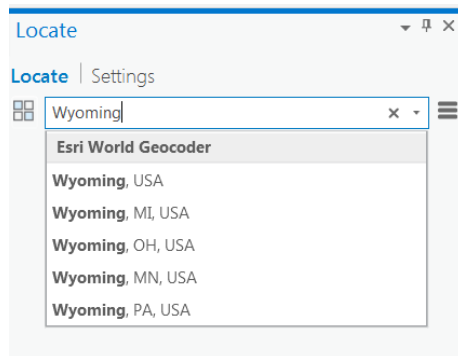 Locate
Locate | Settings
Wyoming
Esri World Geocoder
Wyoming, USA
Wyoming, MI, USA
Wyoming, OH, USA
Wyoming, MN, USA
Wyoming, PA, USA